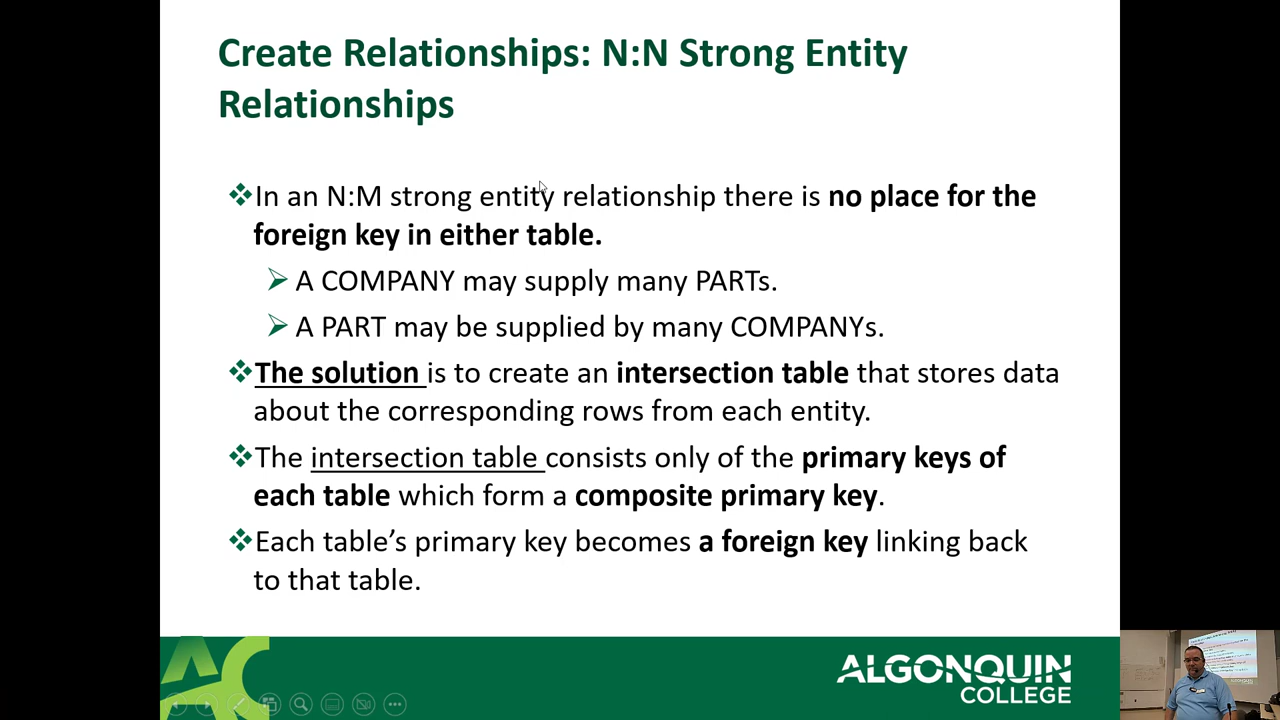 Create Relationships: N:N Strong Entity
Relationships
In an N:M strong entity relationship there is no place for the
foreign key in either table.
A COMPANY may supply many PARTs.
A PART may be supplied by many COMPANYs.
The solution is to create an intersection table that stores data
about the corresponding rows from each entity.
The intersection table consists only of the primary keys of
each table which form a composite primary key.
Each table’s primary key becomes a foreign key linking back
to that table.
AC
ALGONQUIN
COLLEGE